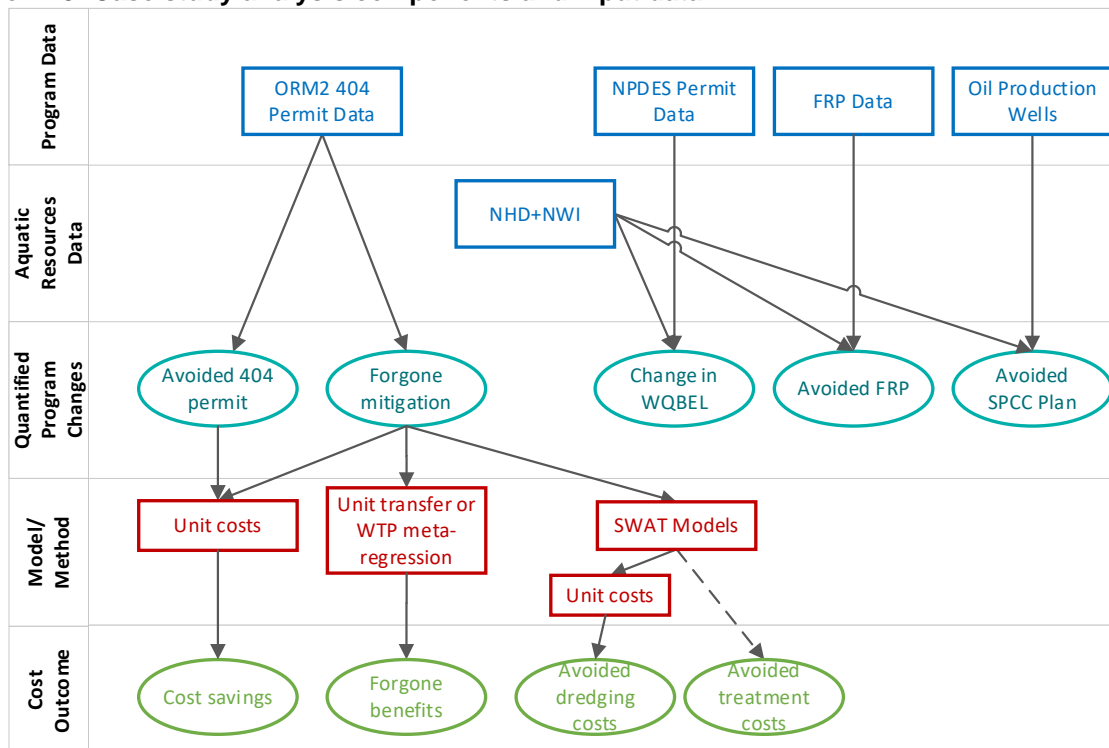 Program Data
ORM2 404
Permit Data
NPDES Permit
Data
FRP Data
Oil Production
Wells
Aquatic
Resources
Data
NHD+NWI
Quantified
Program
Changes
Avoided 404
permit
Forgone
mitigation
Change in
WQBEL
Avoided FRP
Avoided
SPCC Plan
Model/
Method
Unit costs
Unit transfer or
WTP meta-
regression
SWAT Models
Unit costs
Cost
Outcome
Cost savings
Forgone
benefits
Avoided
dredging
costs
Avoided
treatment
costs